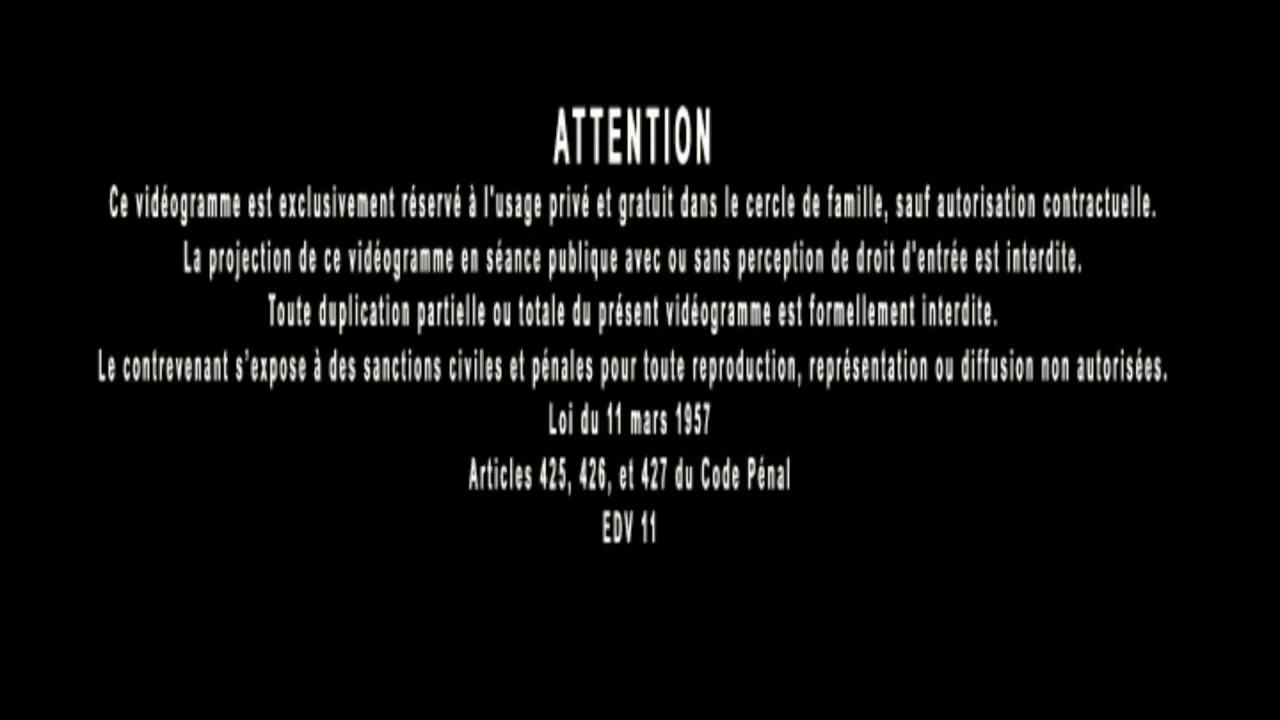 ATTENTION
Ce vidéogramme est exclusivement réservé à l'usage privé et gratuit dans le cercle de famille, sauf autorisation contractuelle.
La projection de ce vidéogramme en séance publique avec ou sans perception de droit d'entrée est interdite.
Toute duplication partielle ou totale du présent vidéogramme est formellement interdite.
Le contrevenant s'expose à des sanctions civiles et pénales pour toute reproduction, représentation ou diffusion non autorisées.
Loi du 11 mars 1957
Articles 425, 426, et 427 du Code Pénal
EDV 11